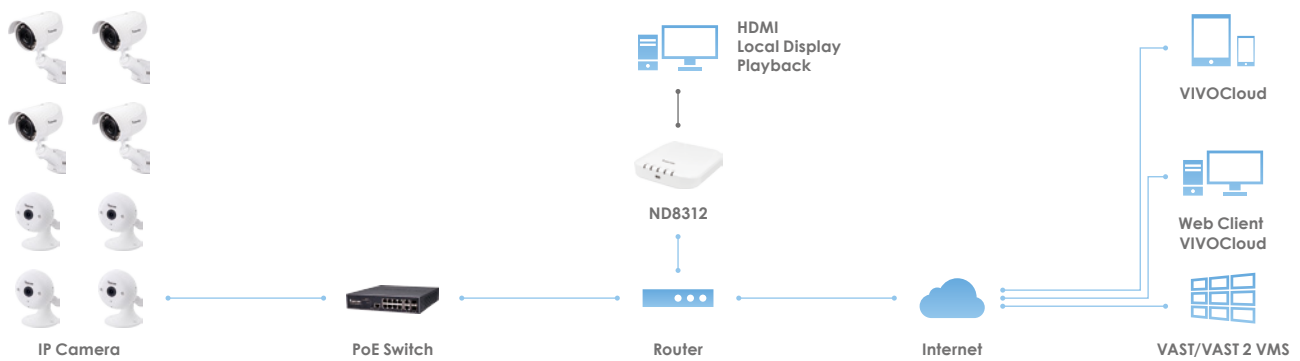 HDMI
Local Display
Playback
VIVOCloud
ND8312
Web Client
VIVOCloud
IP Camera
PoE Switch
Router
Internet
VAST/VAST 2 VMS